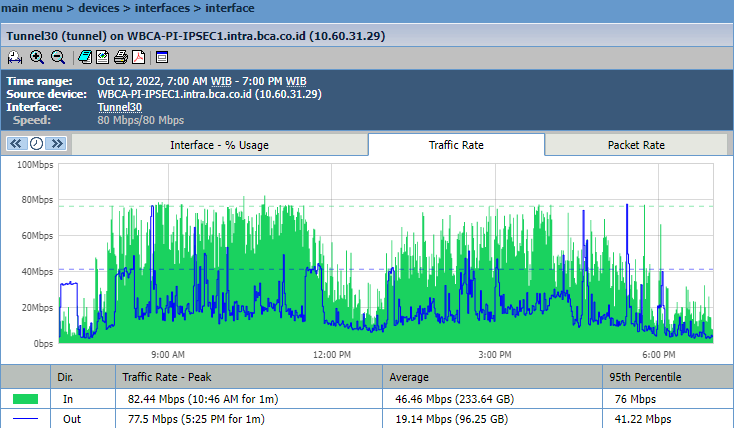 main menu > devices > interfaces > interface
Tunnel30 (tunnel) on WBCA-PI-IPSEC1.intra.bca.co.id (10.60.31.29)
Time range: Oct 12, 2022, 7:00 AM WIB - 7:00 PM WIB
Source device: WBCA-PI-IPSEC1.intra.bca.co.id (10.60.31.29)
Interface: Tunnel30
Speed: 80 Mbps/80 Mbps
Interface - % Usage Traffic Rate Packet Rate
100Mbps
80Mbps
60Mbps
40Mbps
20Mbps
0bps
9:00 AM 12:00 PM 3:00 PM 6:00 PM
Dir. Traffic Rate - Peak Average 95th Percentile
In 82.44 Mbps (10:46 AM for 1m) 46.46 Mbps (233.64 GB) 76 Mbps
Out 77.5 Mbps (5:25 PM for 1m) 19.14 Mbps (96.25 GB) 41.22 Mbps